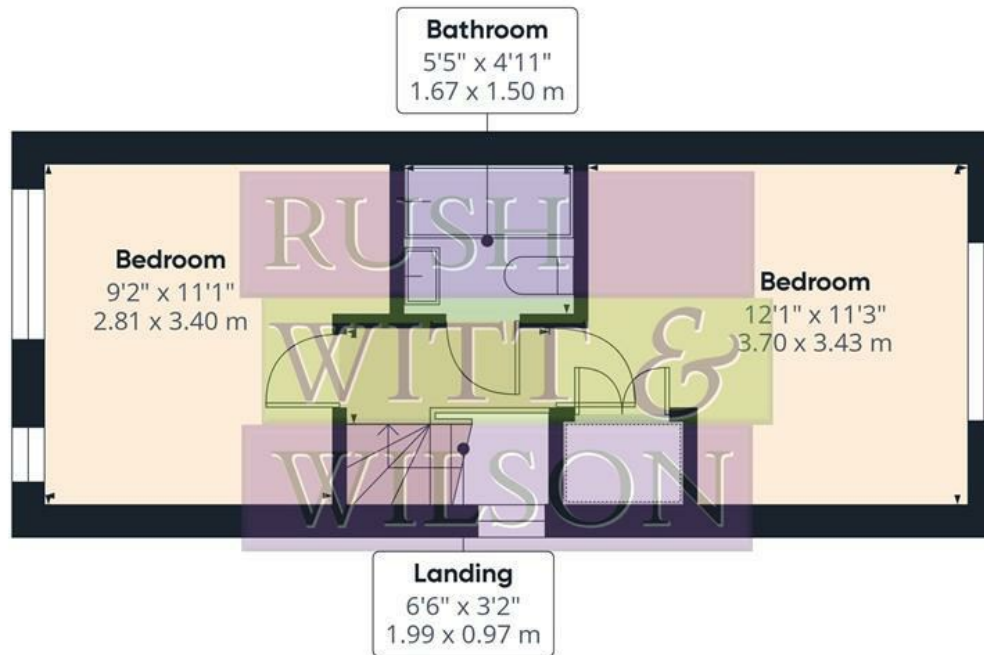 Bathroom
5'5" x 4'11"
1.67 x 1.50 m
RUSH
WITT &
WILSON
Bedroom
9'2" x 11'1"
2.81 x 3.40 m
Bedroom
12'1" x 11'3"
3.70 x 3.43 m
Landing
6'6" x 3'2"
1.99 x 0.97 m